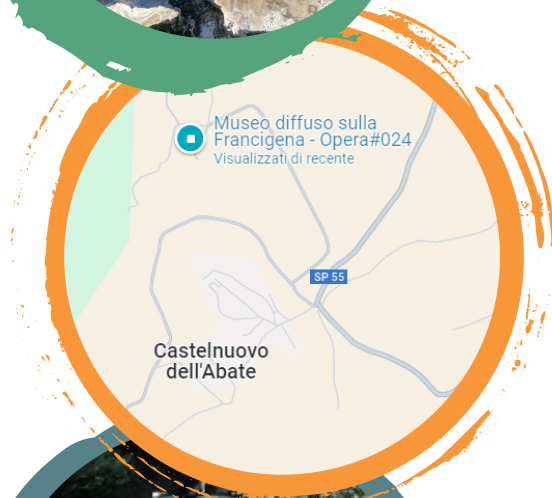 Museo diffuso sulla
Francigena - Opera#024
Visualizzati di recente
SP 55
Castelnuovo
dell'Abate